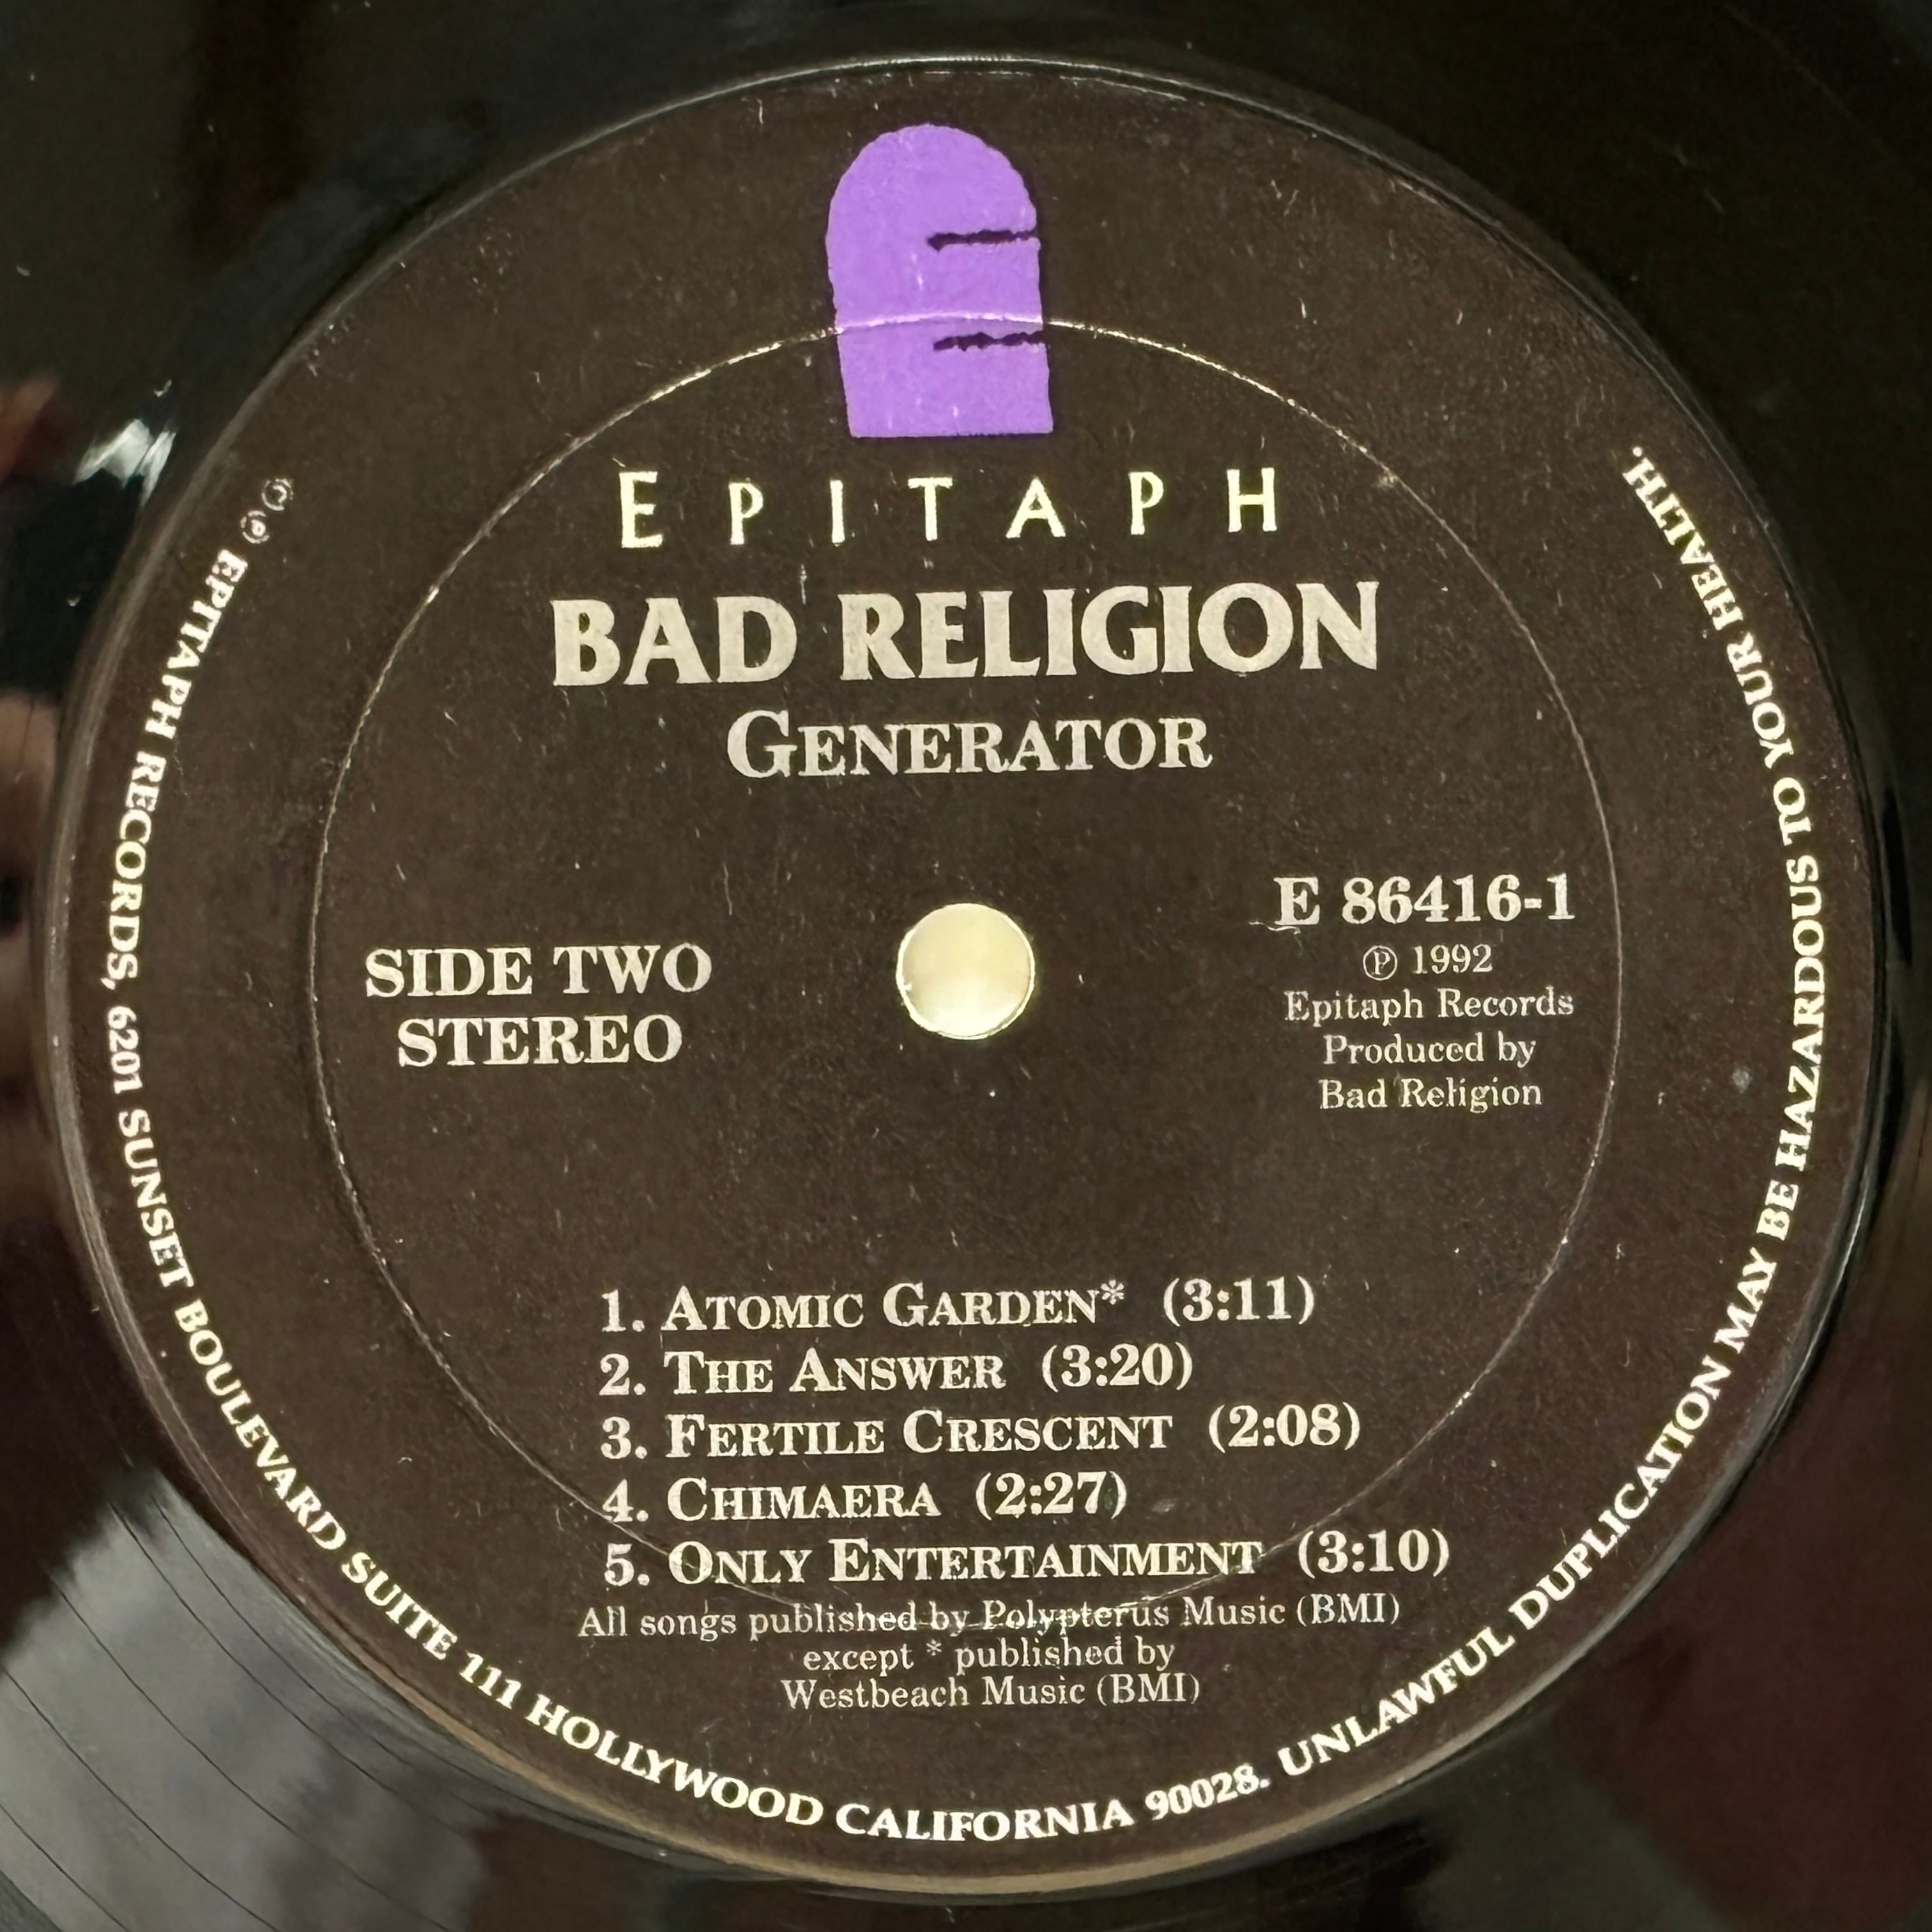 E P I T A P H
BAD RELIGION
GENERATOR
SIDE TWO
STEREO
E 86416-1
℗ 1992
Epitaph Records
Produced by
Bad Religion
1. ATOMIC GARDEN* (3:11)
2. THE ANSWER (3:20)
3. FERTILE CRESCENT (2:08)
4. CHIMAERA (2:27)
5. ONLY ENTERTAINMENT (3:10)
All songs published by Polypterus Music (BMI)
except * published by
Westbeach Music (BMI)
© ℗ EPITAPH RECORDS, 6201 SUNSET BOULEVARD SUITE 111 HOLLYWOOD CALIFORNIA 90028. UNLAWFUL DUPLICATION MAY BE HAZARDOUS TO YOUR HEALTH.